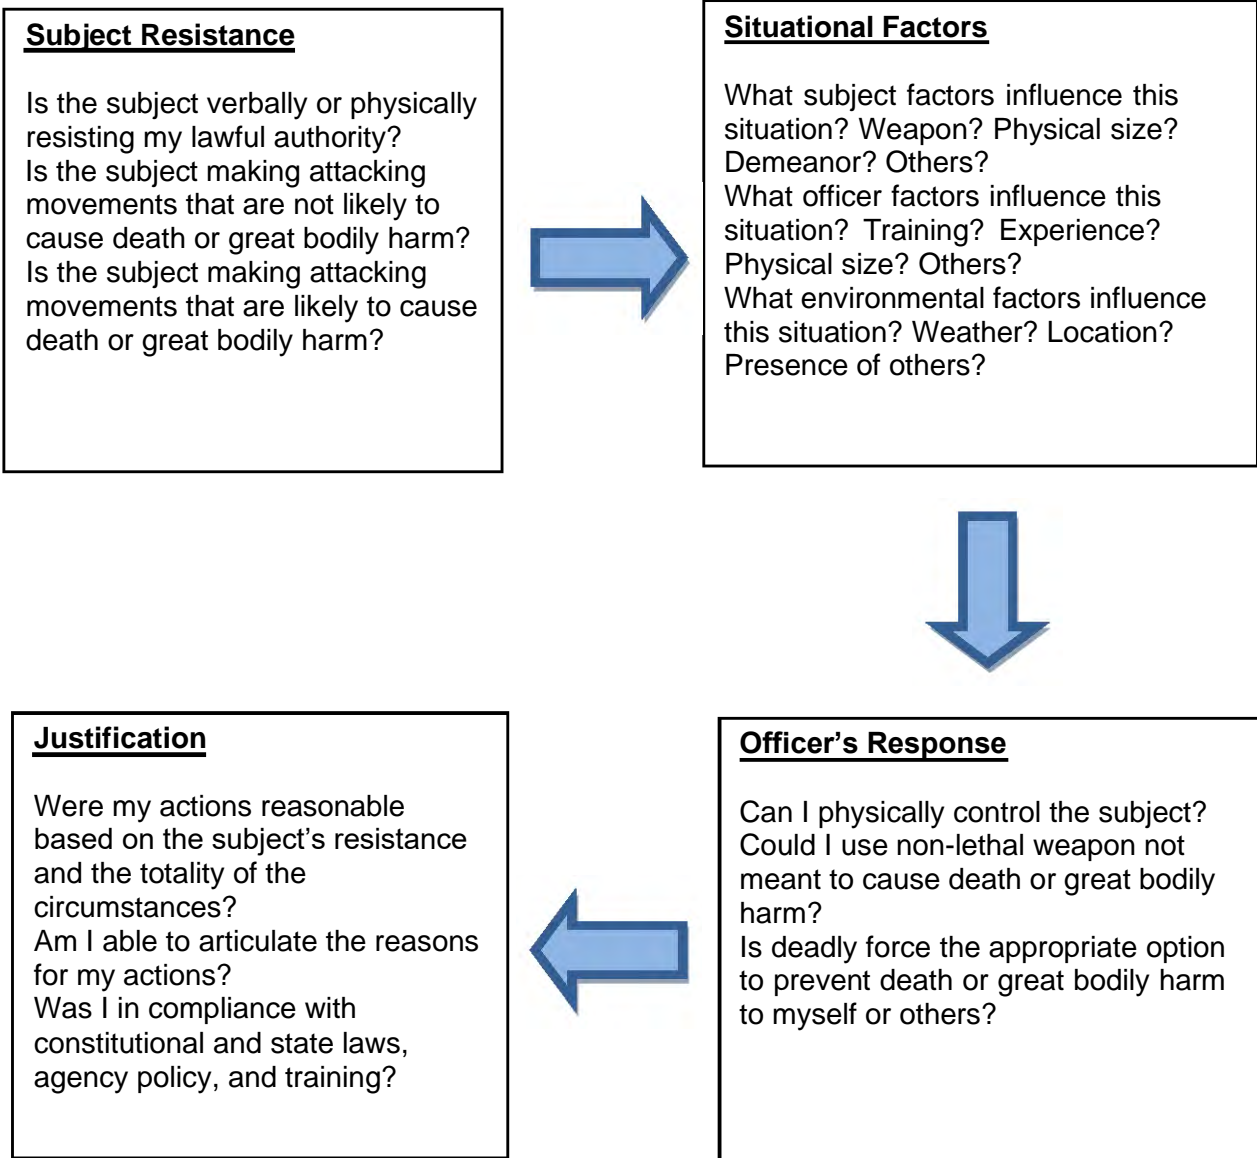 Subject Resistance
Is the subject verbally or physically
resisting my lawful authority?
Is the subject making attacking
movements that are not likely to
cause death or great bodily harm?
Is the subject making attacking
movements that are likely to cause
death or great bodily harm?
Situational Factors
What subject factors influence this
situation? Weapon? Physical size?
Demeanor? Others?
What officer factors influence this
situation? Training? Experience?
Physical size? Others?
What environmental factors influence
this situation? Weather? Location?
Presence of others?
Officer’s Response
Can I physically control the subject?
Could I use non-lethal weapon not
meant to cause death or great bodily
harm?
Is deadly force the appropriate option
to prevent death or great bodily harm
to myself or others?
Justification
Were my actions reasonable
based on the subject’s resistance
and the totality of the
circumstances?
Am I able to articulate the reasons
for my actions?
Was I in compliance with
constitutional and state laws,
agency policy, and training?